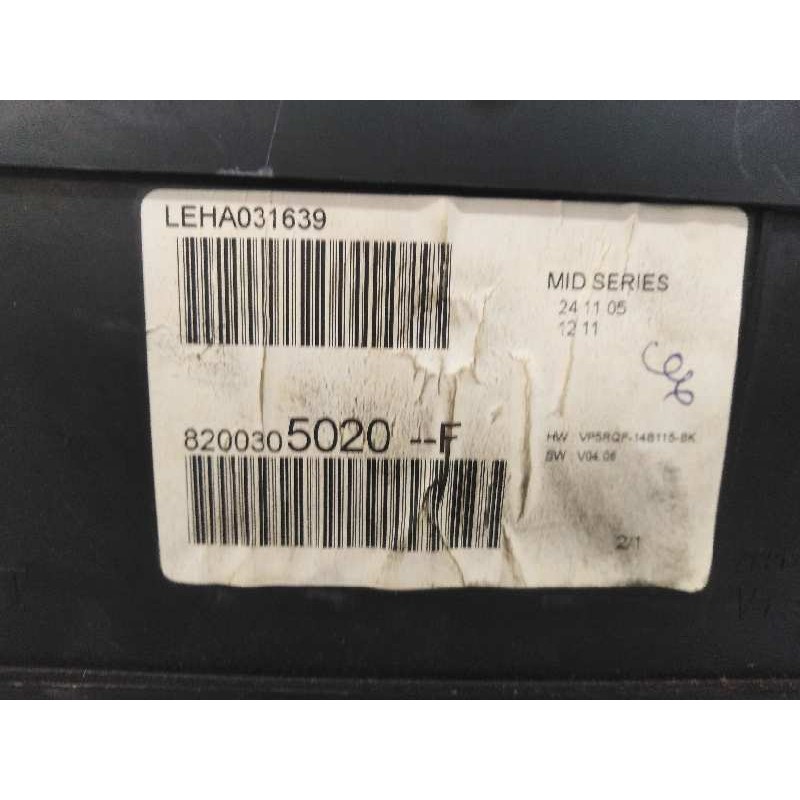 LEHA031639
MID SERIES
24 11 05
12 11
8200305020 --F
HW VP5RQF-14B115-BK
SW V04.06
2/1